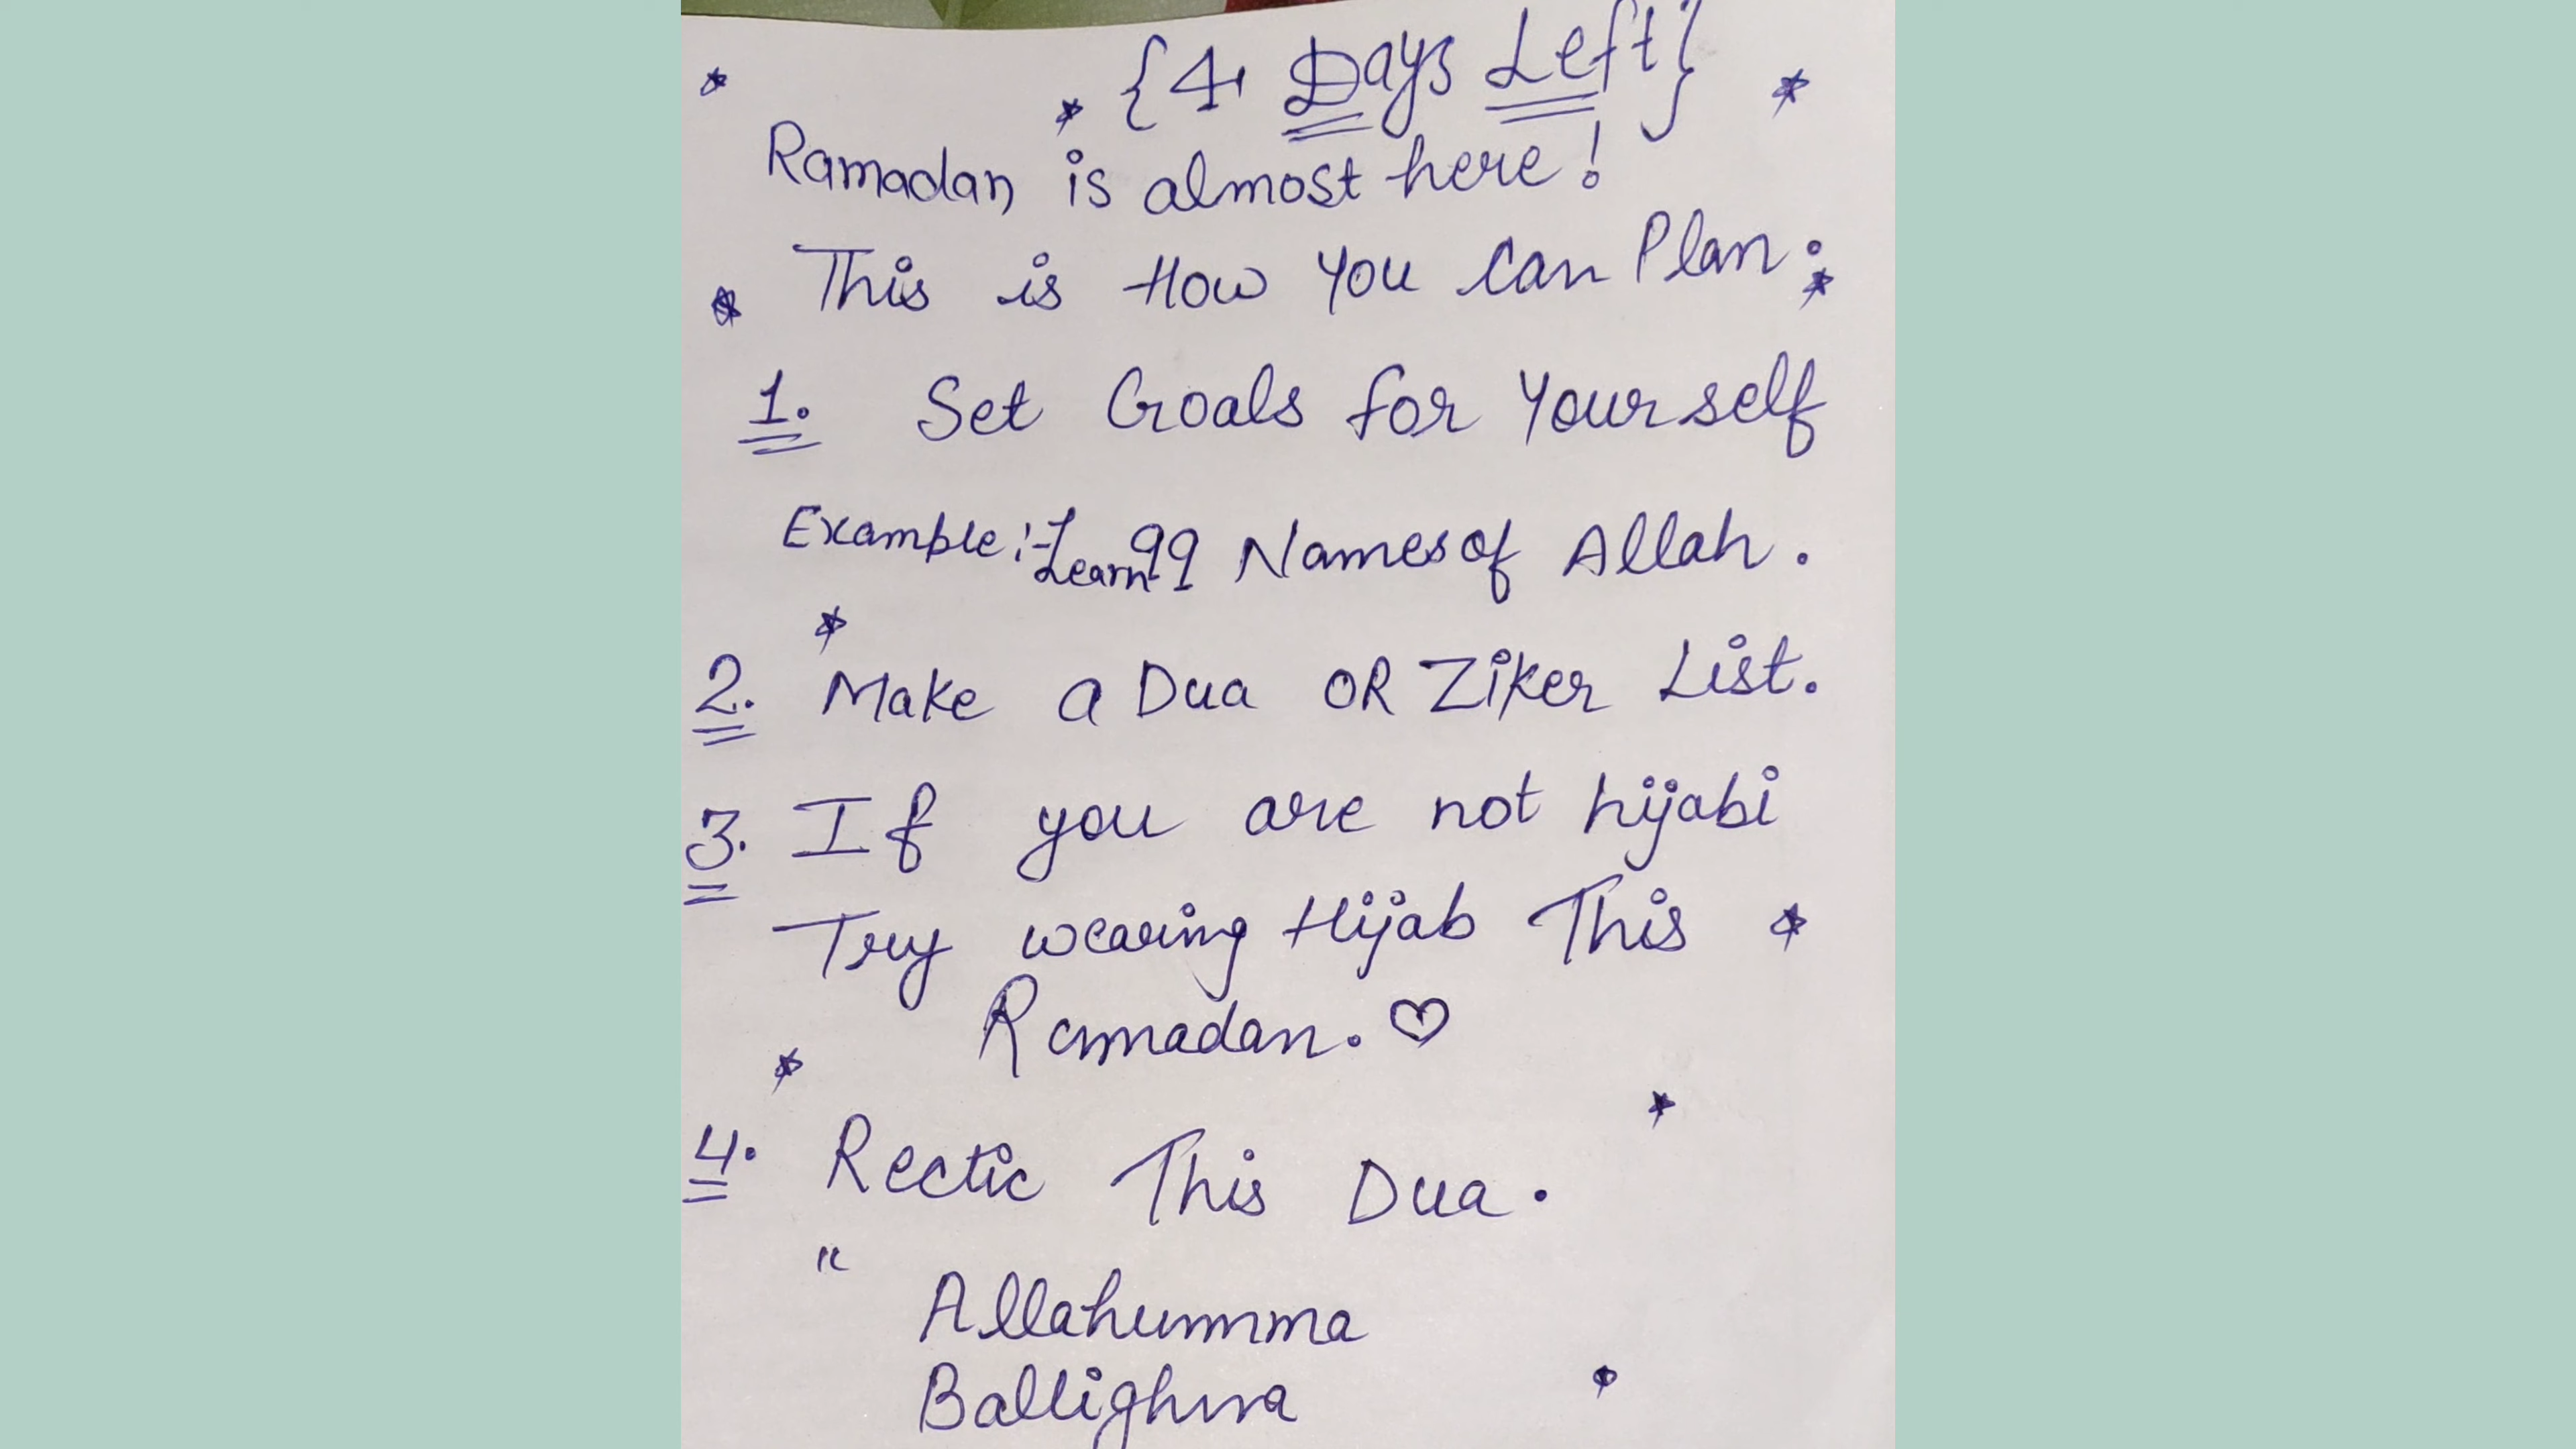 {4 Days Left}
Ramadan is almost here!
This is How You Can Plan:
1. Set Goals for Yourself
Example:- Learn 99 Names of Allah.
2. Make a Dua OR Ziker List.
3. If you are not hijabi
Try wearing Hijab This
Ramadan. ♡
4. Rectic This Dua.
"
Allahummma
Ballighna